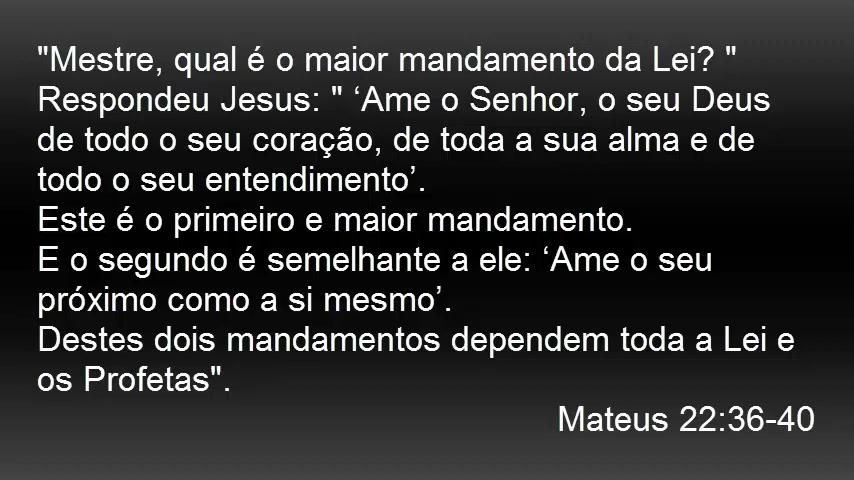 "Mestre, qual é o maior mandamento da Lei? "
Respondeu Jesus: " ‘Ame o Senhor, o seu Deus
de todo o seu coração, de toda a sua alma e de
todo o seu entendimento’.
Este é o primeiro e maior mandamento.
E o segundo é semelhante a ele: ‘Ame o seu
próximo como a si mesmo’.
Destes dois mandamentos dependem toda a Lei e
os Profetas".
Mateus 22:36-40